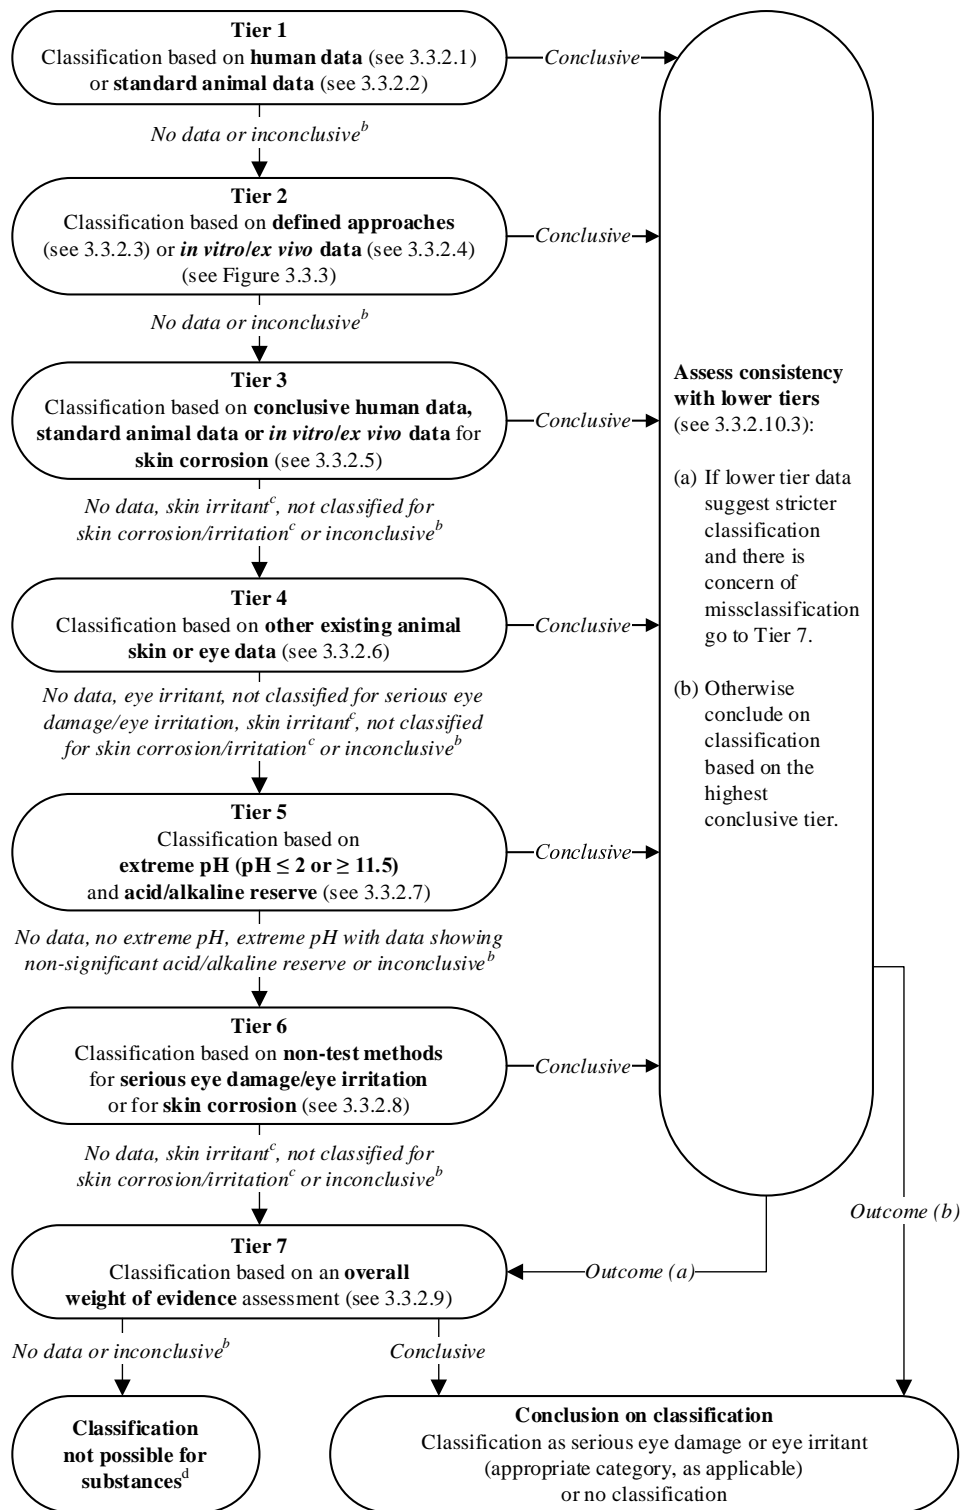 Tier 1
Classification based on human data (see 3.3.2.1)
or standard animal data (see 3.3.2.2)
Conclusive
No data or inconclusive^b
Tier 2
Classification based on defined approaches
(see 3.3.2.3) or in vitro/ex vivo data (see 3.3.2.4)
(see Figure 3.3.3)
Conclusive
No data or inconclusive^b
Tier 3
Classification based on conclusive human data,
standard animal data or in vitro/ex vivo data for
skin corrosion (see 3.3.2.5)
Conclusive
No data, skin irritant^c, not classified for
skin corrosion/irritation^c or inconclusive^b
Tier 4
Classification based on other existing animal
skin or eye data (see 3.3.2.6)
Conclusive
No data, eye irritant, not classified for serious eye
damage/eye irritation, skin irritant^c, not classified
for skin corrosion/irritation^c or inconclusive^b
Tier 5
Classification based on
extreme pH (pH ≤ 2 or ≥ 11.5)
and acid/alkaline reserve (see 3.3.2.7)
Conclusive
No data, no extreme pH, extreme pH with data showing
non-significant acid/alkaline reserve or inconclusive^b
Tier 6
Classification based on non-test methods
for serious eye damage/eye irritation
or for skin corrosion (see 3.3.2.8)
Conclusive
No data, skin irritant^c, not classified for
skin corrosion/irritation^c or inconclusive^b
Tier 7
Classification based on an overall
weight of evidence assessment (see 3.3.2.9)
Assess consistency
with lower tiers
(see 3.3.2.10.3):
(a) If lower tier data
suggest stricter
classification
and there is
concern of
missclassification
go to Tier 7.
(b) Otherwise
conclude on
classification
based on the
highest
conclusive tier.
Outcome (a)
Outcome (b)
No data or inconclusive^b
Conclusive
Classification
not possible for
substances^d
Conclusion on classification
Classification as serious eye damage or eye irritant
(appropriate category, as applicable)
or no classification